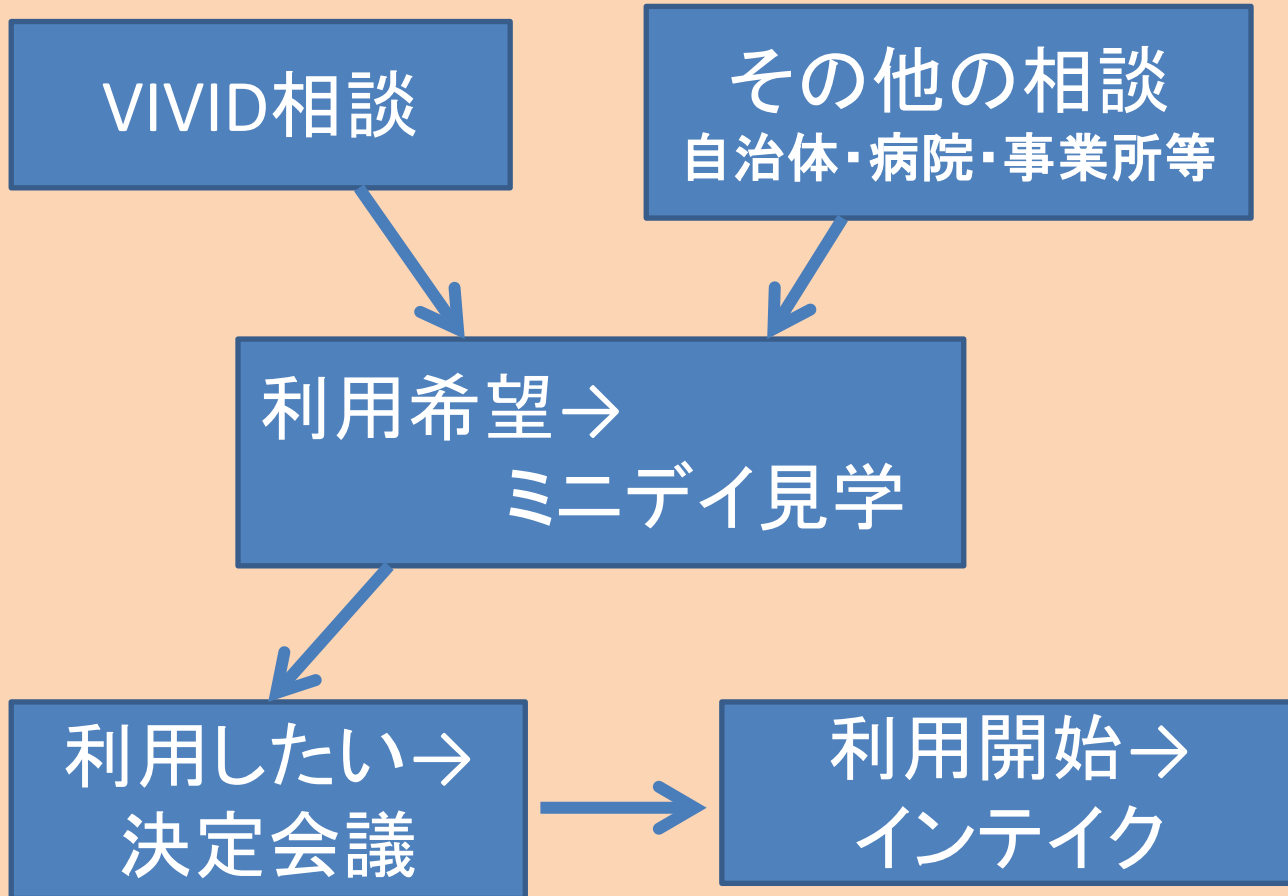 VIVID相談
その他の相談
自治体・病院・事業所等
利用希望→
ミニデイ見学
利用したい→
決定会議
利用開始→
インテイク